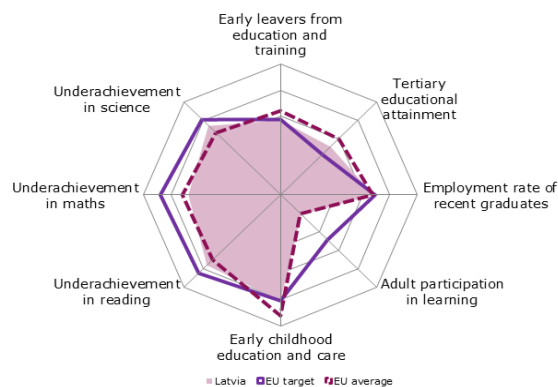 Early leavers from
education and
training
Tertiary
educational
attainment
Employment rate of
recent graduates
Adult participation
in learning
Early childhood
education and care
Underachievement
in reading
Underachievement
in maths
Underachievement
in science
Latvia
EU target
EU average